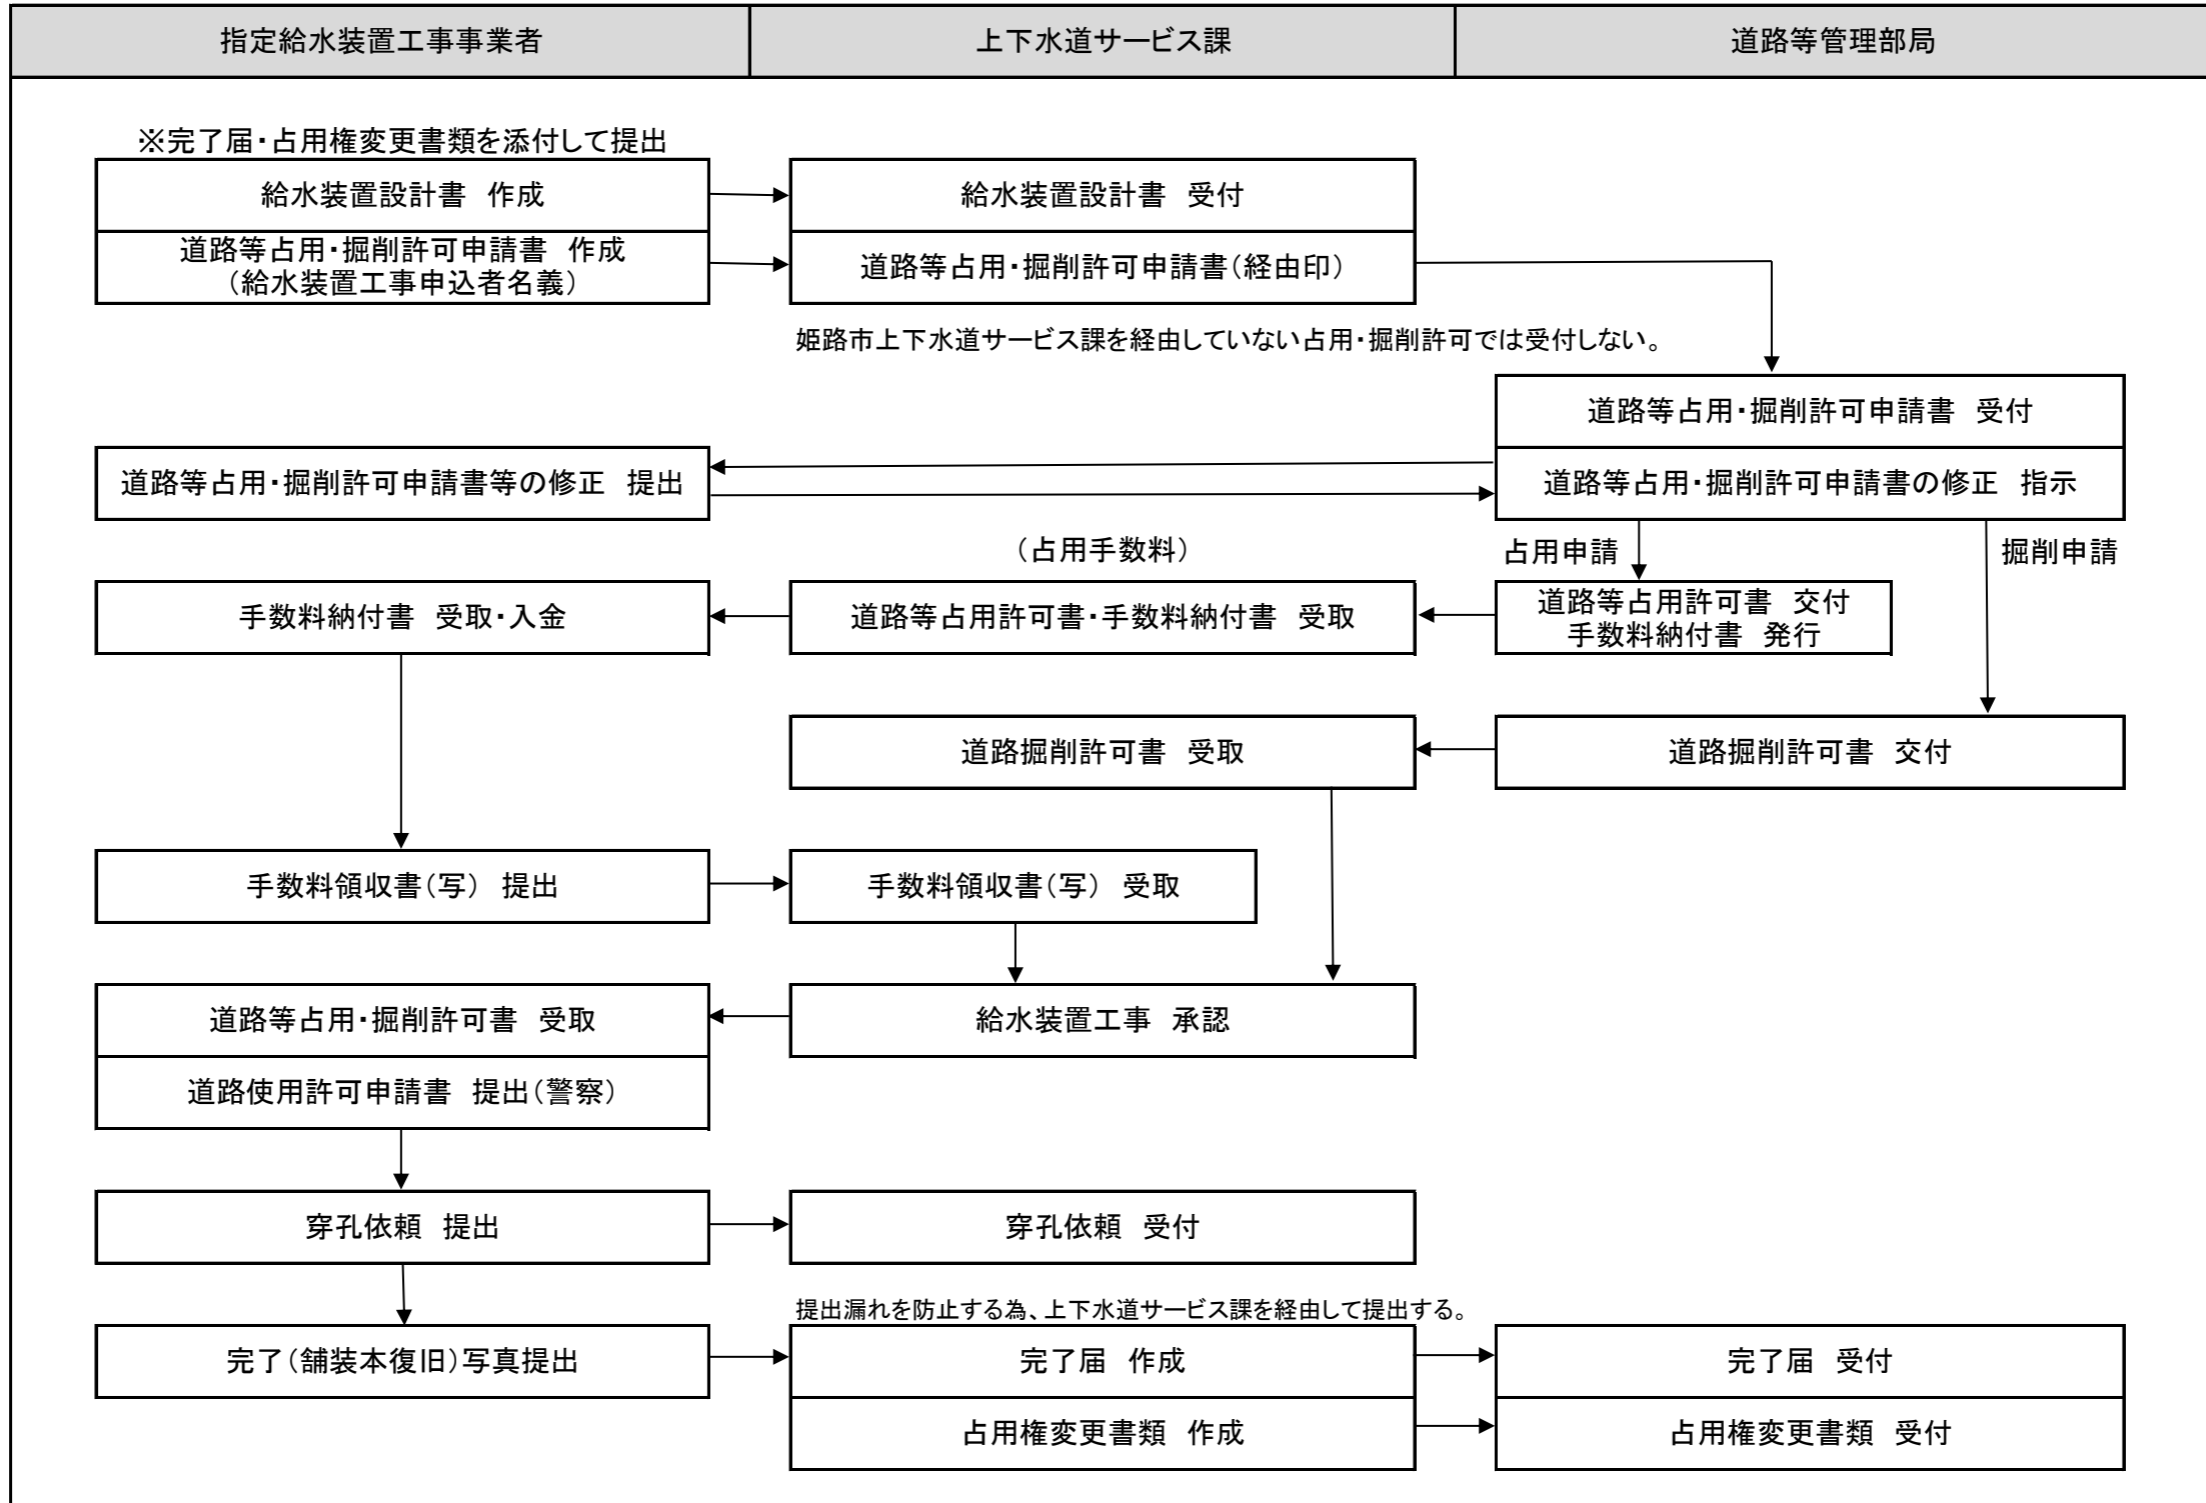 指定給水装置工事事業者
上下水道サービス課
道路等管理部局
※完了届・占用権変更書類を添付して提出
給水装置設計書　作成
給水装置設計書　受付
道路等占用・掘削許可申請書　作成
（給水装置工事申込者名義）
道路等占用・掘削許可申請書（経由印）
姫路市上下水道サービス課を経由していない占用・掘削許可では受付しない。
道路等占用・掘削許可申請書　受付
道路等占用・掘削許可申請書等の修正　提出
道路等占用・掘削許可申請書の修正　指示
（占用手数料）
占用申請
掘削申請
手数料納付書　受取・入金
道路等占用許可書・手数料納付書　受取
道路等占用許可書　交付
手数料納付書　発行
道路掘削許可書　受取
道路掘削許可書　交付
手数料領収書（写）　提出
手数料領収書（写）　受取
道路等占用・掘削許可書　受取
給水装置工事　承認
道路使用許可申請書　提出（警察）
穿孔依頼　提出
穿孔依頼　受付
提出漏れを防止する為、上下水道サービス課を経由して提出する。
完了（舗装本復旧）写真提出
完了届　作成
完了届　受付
占用権変更書類　作成
占用権変更書類　受付